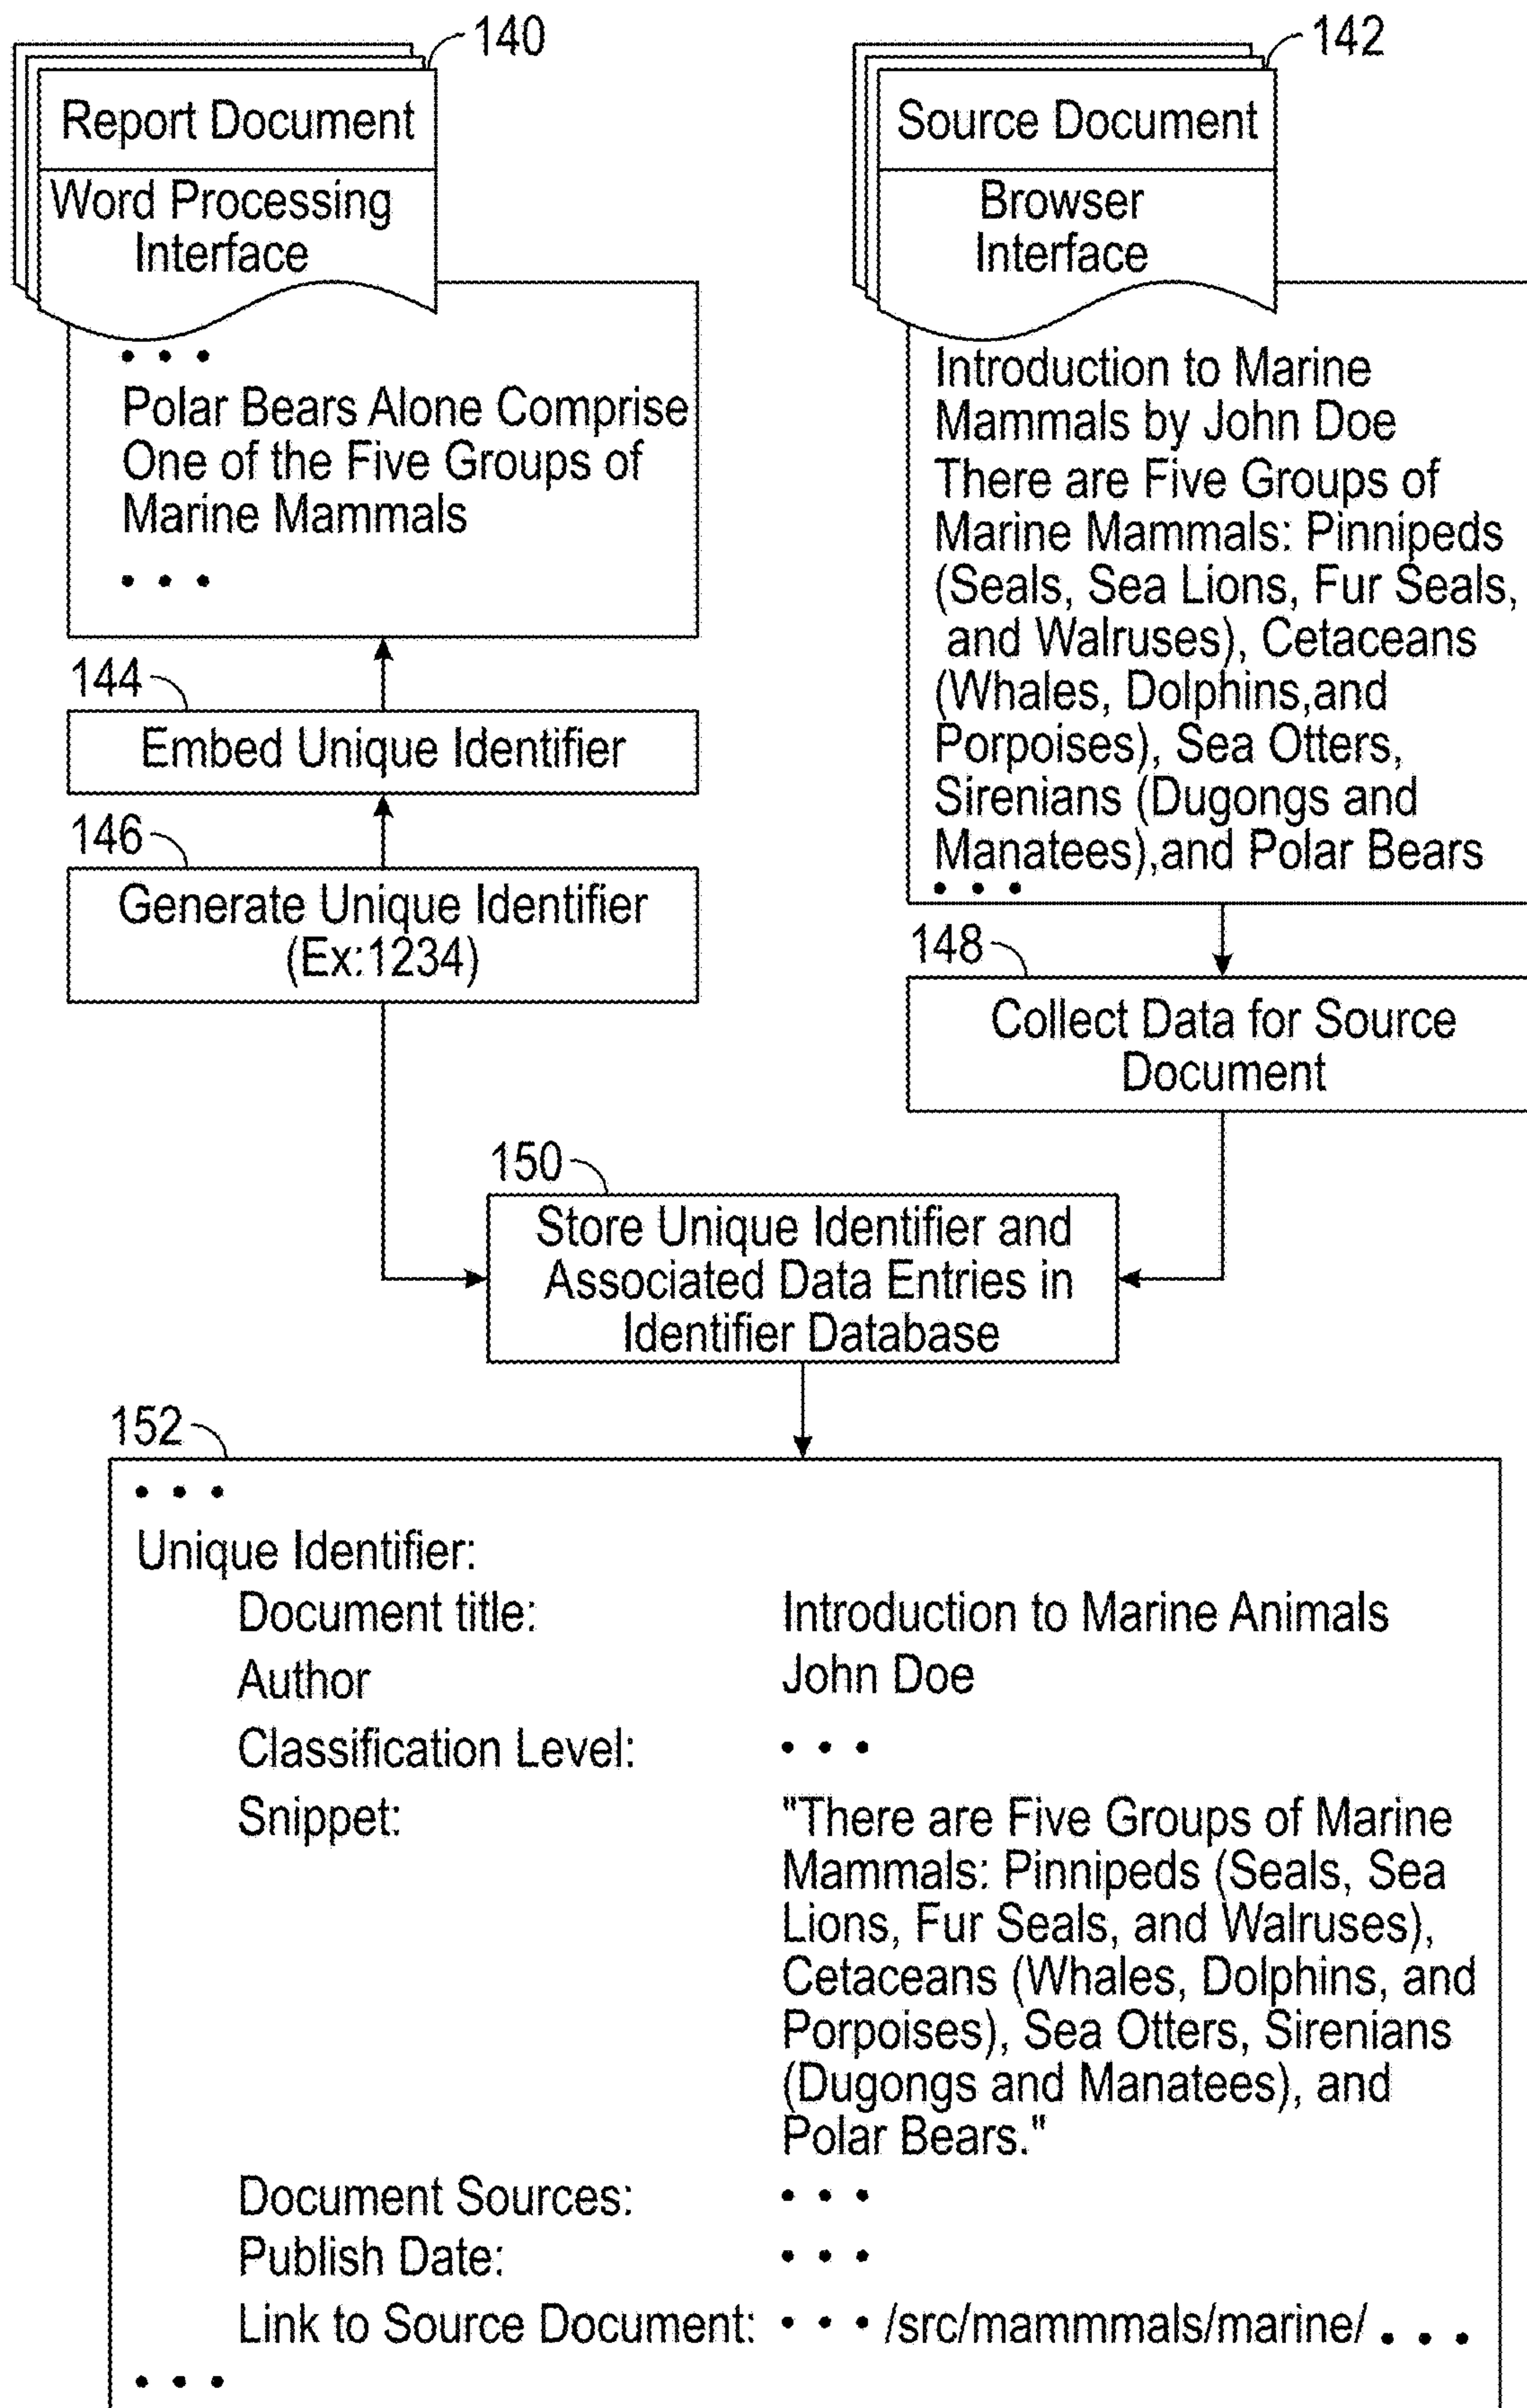 140
Report Document
Word Processing
Interface
• • •
Polar Bears Alone Comprise
One of the Five Groups of
Marine Mammals
• • •
144
Embed Unique Identifier
146
Generate Unique Identifier
(Ex:1234)
142
Source Document
Browser
Interface
Introduction to Marine
Mammals by John Doe
There are Five Groups of
Marine Mammals: Pinnipeds
(Seals, Sea Lions, Fur Seals,
and Walruses), Cetaceans
(Whales, Dolphins,and
Porpoises), Sea Otters,
Sirenians (Dugongs and
Manatees),and Polar Bears
• • •
148
Collect Data for Source
Document
150
Store Unique Identifier and
Associated Data Entries in
Identifier Database
152
• • •
Unique Identifier:
Document title: Introduction to Marine Animals
Author John Doe
Classification Level: • • •
Snippet: "There are Five Groups of Marine
Mammals: Pinnipeds (Seals, Sea
Lions, Fur Seals, and Walruses),
Cetaceans (Whales, Dolphins, and
Porpoises), Sea Otters, Sirenians
(Dugongs and Manatees), and
Polar Bears."
Document Sources: • • •
Publish Date: • • •
Link to Source Document: • • • /src/mammmals/marine/ • • •
• • •